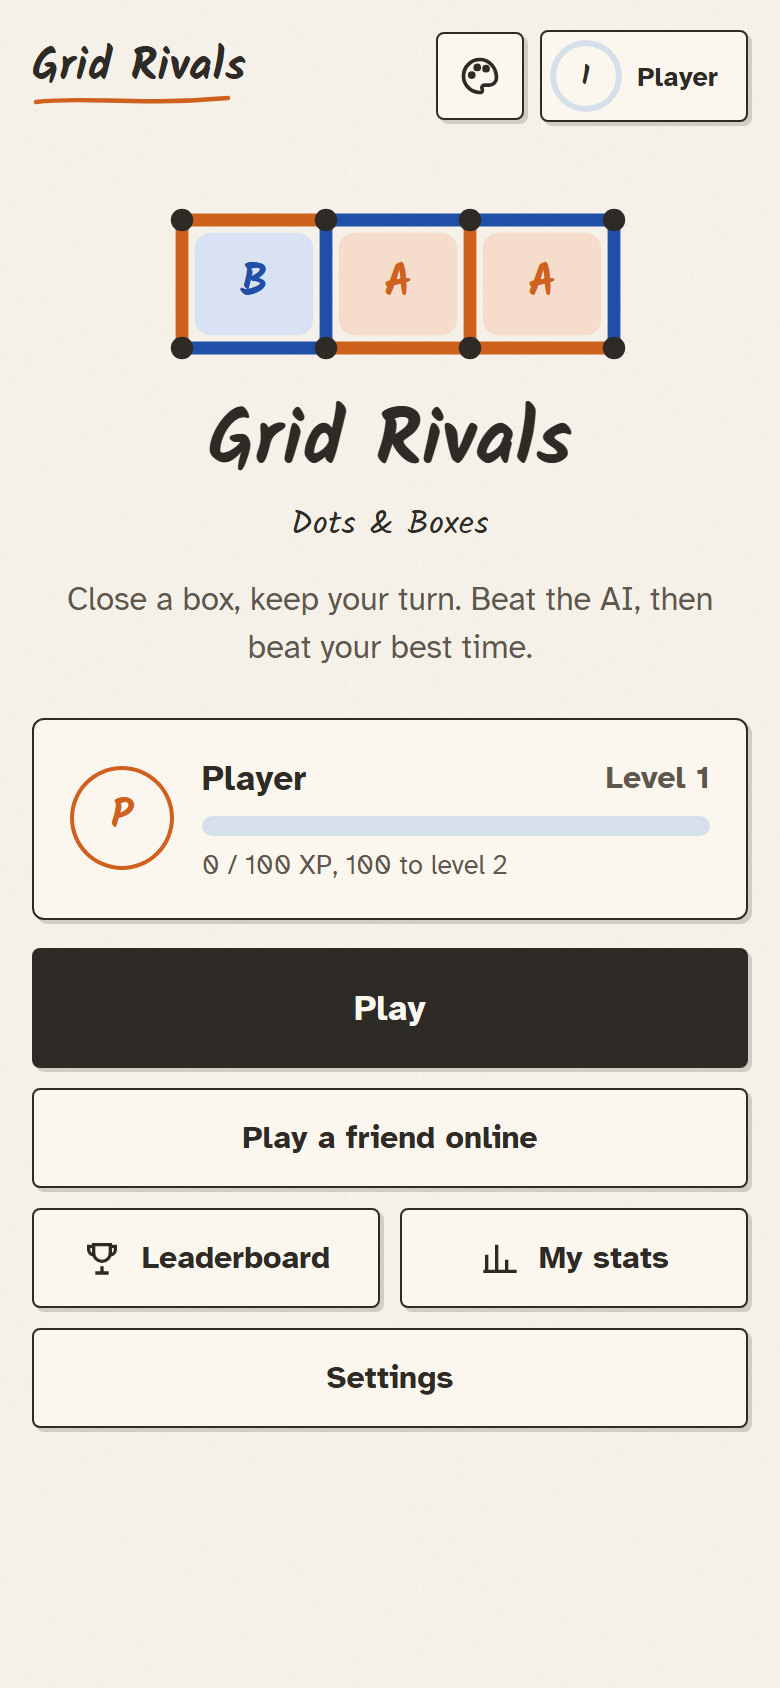 Grid Rivals
1
Player
B
A
A
Grid Rivals
Dots & Boxes
Close a box, keep your turn. Beat the AI, then
beat your best time.
P
Player
Level 1
0 / 100 XP, 100 to level 2
Play
Play a friend online
Leaderboard
My stats
Settings